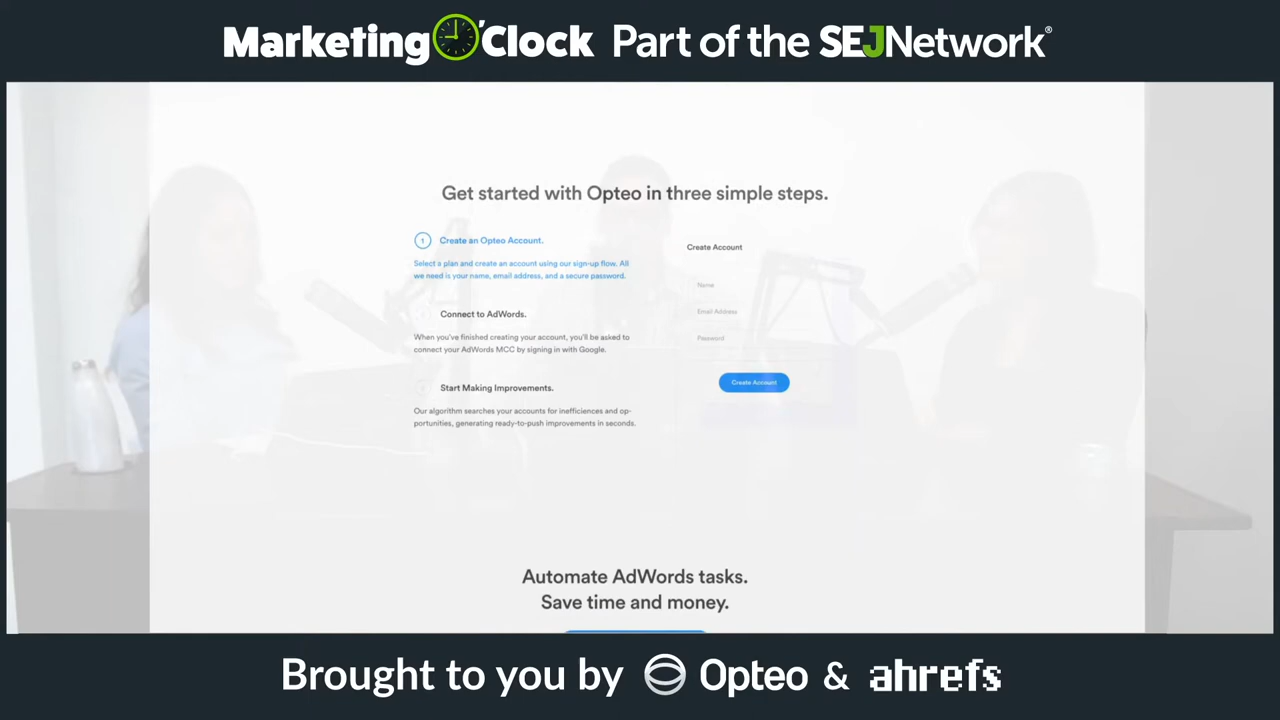 Marketing O'Clock Part of the SEJNetwork®
Get started with Opteo in three simple steps.
1 Create an Opteo Account.
Select a plan and create an account using our sign-up flow. All
we need is your name, email address, and a secure password.
Connect to AdWords.
When you've finished creating your account, you'll be asked to
connect your AdWords MCC by signing in with Google.
Start Making Improvements.
Our algorithm searches your accounts for inefficiences and op-
portunities, generating ready-to-push improvements in seconds.
Create Account
Name
Email Address
Password
Create Account
Automate AdWords tasks.
Save time and money.
Brought to you by Opteo & ahrefs